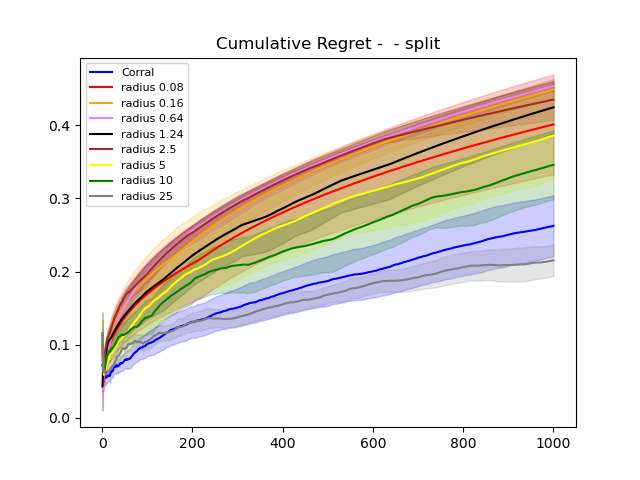 Cumulative Regret -  - split
Corral
radius 0.08
radius 0.16
radius 0.64
radius 1.24
radius 2.5
radius 5
radius 10
radius 25
0.4
0.3
0.2
0.1
0.0
0 200 400 600 800 1000